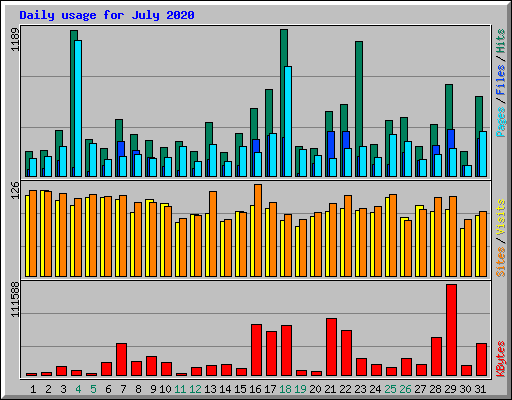 Daily usage for July 2020
1189
Pages / Files / Hits
126
Sites / Visits
111588
KBytes
1 2 3 4 5 6 7 8 9 10 11 12 13 14 15 16 17 18 19 20 21 22 23 24 25 26 27 28 29 30 31